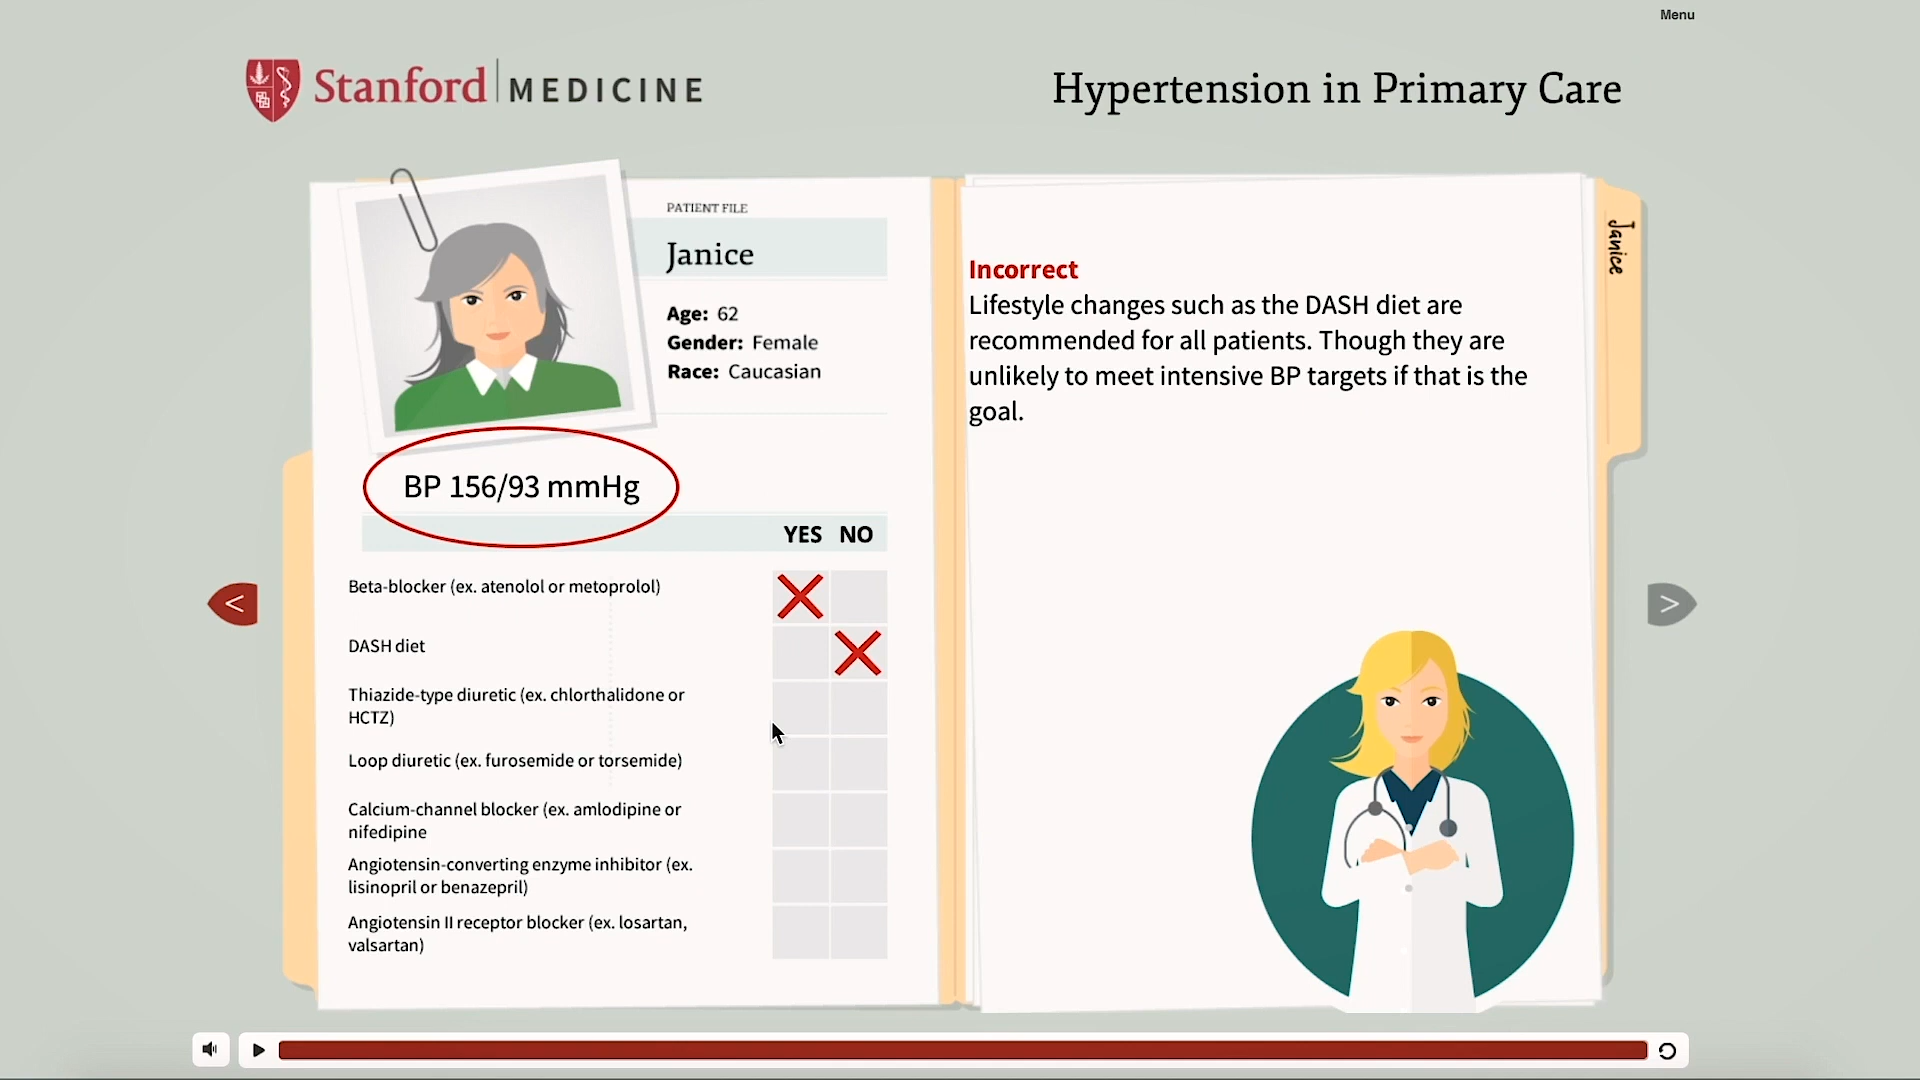 Menu
Stanford MEDICINE
Hypertension in Primary Care
PATIENT FILE
Janice
Age: 62
Gender: Female
Race: Caucasian
BP 156/93 mmHg
YES NO
Beta-blocker (ex. atenolol or metoprolol)
DASH diet
Thiazide-type diuretic (ex. chlorthalidone or
HCTZ)
Loop diuretic (ex. furosemide or torsemide)
Calcium-channel blocker (ex. amlodipine or
nifedipine
Angiotensin-converting enzyme inhibitor (ex.
lisinopril or benazepril)
Angiotensin II receptor blocker (ex. losartan,
valsartan)
Incorrect
Lifestyle changes such as the DASH diet are
recommended for all patients. Though they are
unlikely to meet intensive BP targets if that is the
goal.
Janice
<
>